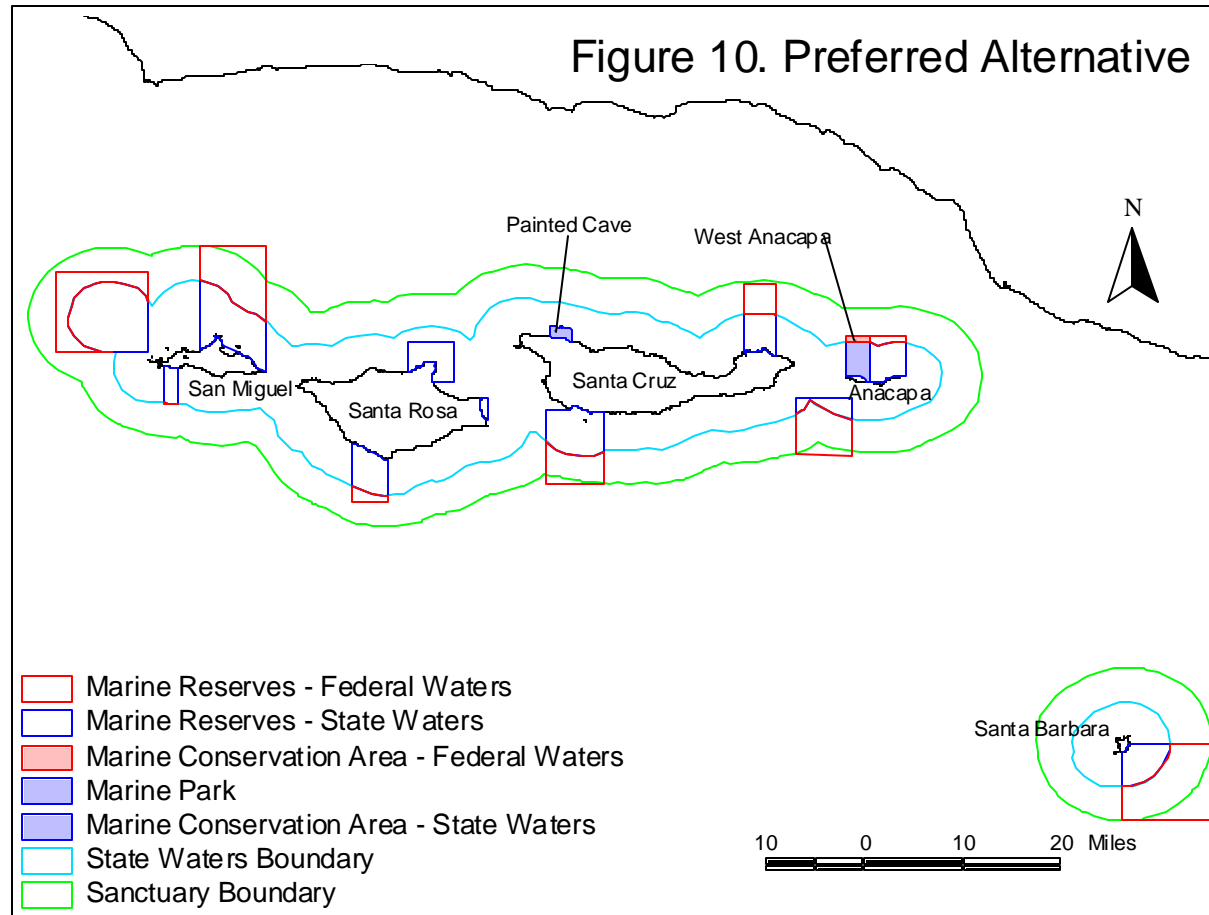 Figure 10. Preferred Alternative
N
Painted Cave
West Anacapa
San Miguel
Santa Rosa
Santa Cruz
Anacapa
Santa Barbara
Marine Reserves - Federal Waters
Marine Reserves - State Waters
Marine Conservation Area - Federal Waters
Marine Park
Marine Conservation Area - State Waters
State Waters Boundary
Sanctuary Boundary
10 0 10 20 Miles